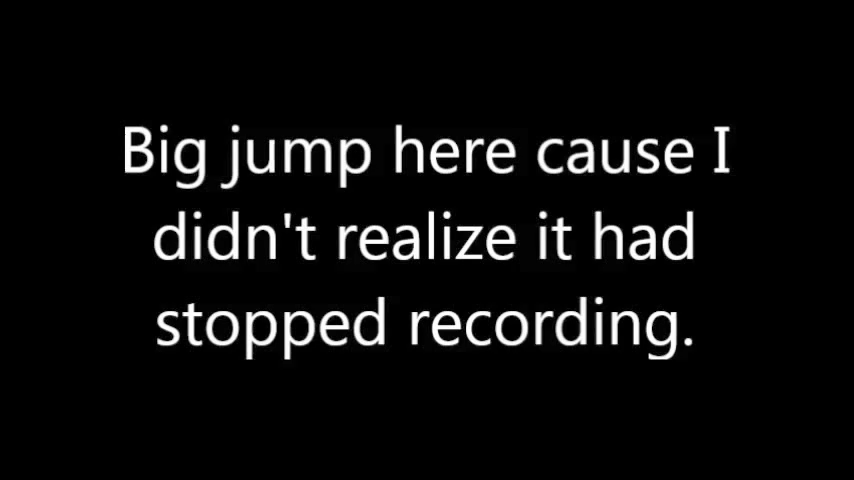 Big jump here cause I
didn't realize it had
stopped recording.